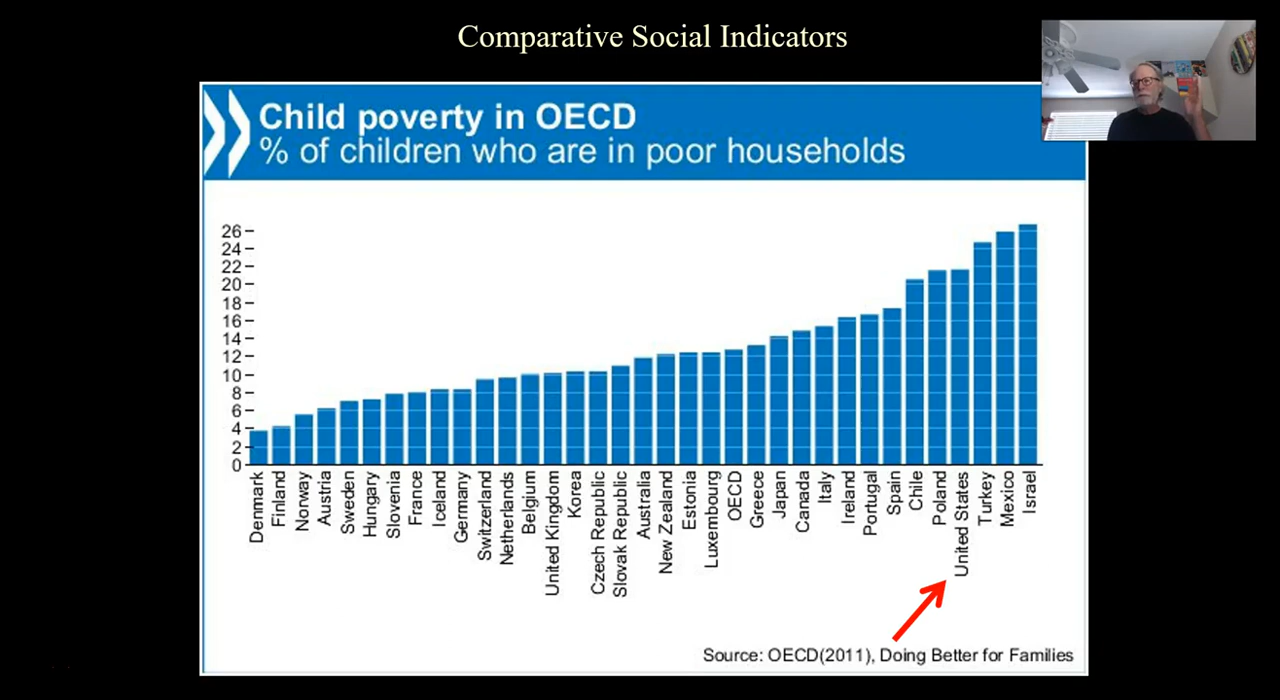 Comparative Social Indicators
Child poverty in OECD
% of children who are in poor households
26
24
22
20
18
16
14
12
10
8
6
4
2
0
Denmark
Finland
Norway
Austria
Sweden
Hungary
Slovenia
France
Iceland
Germany
Switzerland
Netherlands
Belgium
United Kingdom
Korea
Czech Republic
Slovak Republic
Australia
New Zealand
Estonia
Luxembourg
OECD
Greece
Japan
Canada
Italy
Ireland
Portugal
Spain
Chile
Poland
United States
Turkey
Mexico
Israel
Source: OECD(2011), Doing Better for Families